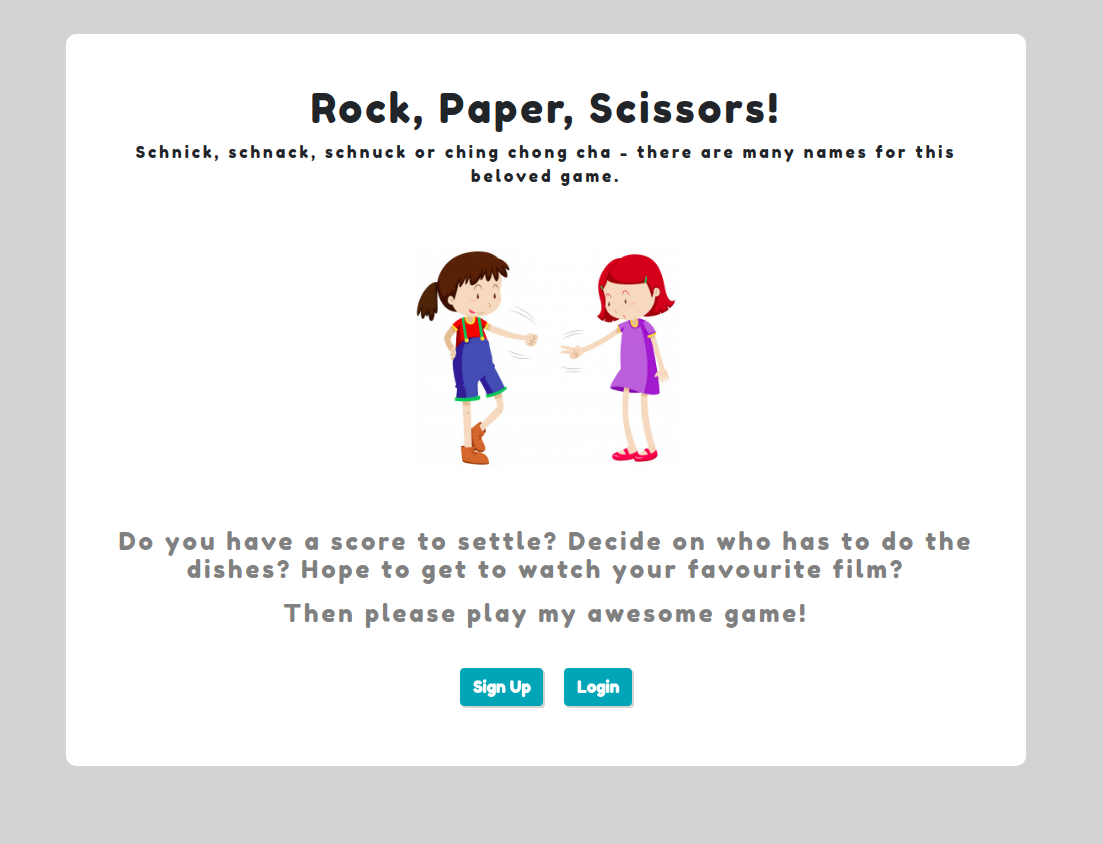 Rock, Paper, Scissors!
Schnick, schnack, schnuck or ching chong cha - there are many names for this
beloved game.
Do you have a score to settle? Decide on who has to do the
dishes? Hope to get to watch your favourite film?
Then please play my awesome game!
Sign Up
Login